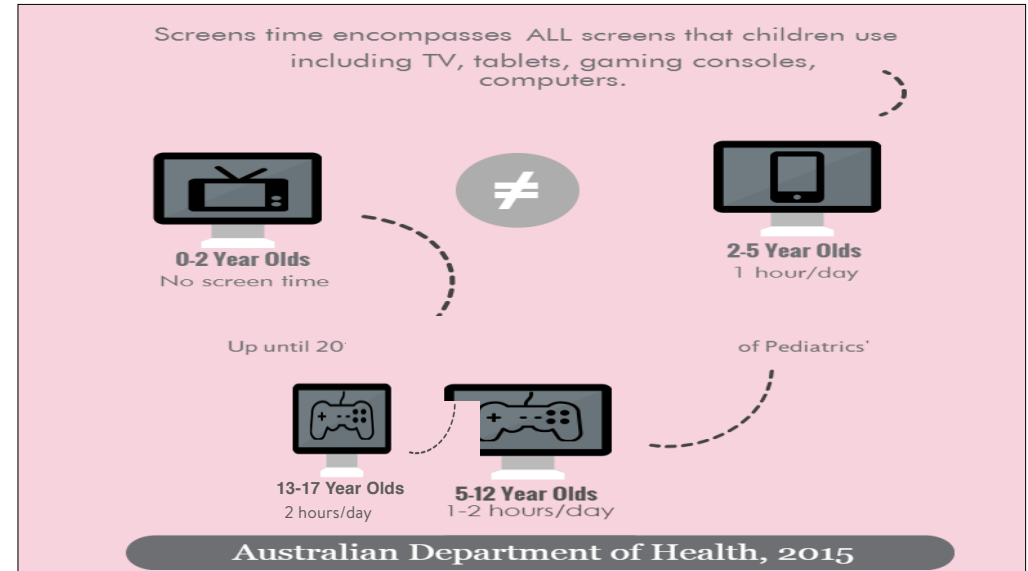 Screens time encompasses ALL screens that children use
including TV, tablets, gaming consoles,
computers.
≠
0-2 Year Olds
No screen time
2-5 Year Olds
1 hour/day
Up until 20
of Pediatrics'
13-17 Year Olds
2 hours/day
5-12 Year Olds
1-2 hours/day
Australian Department of Health, 2015